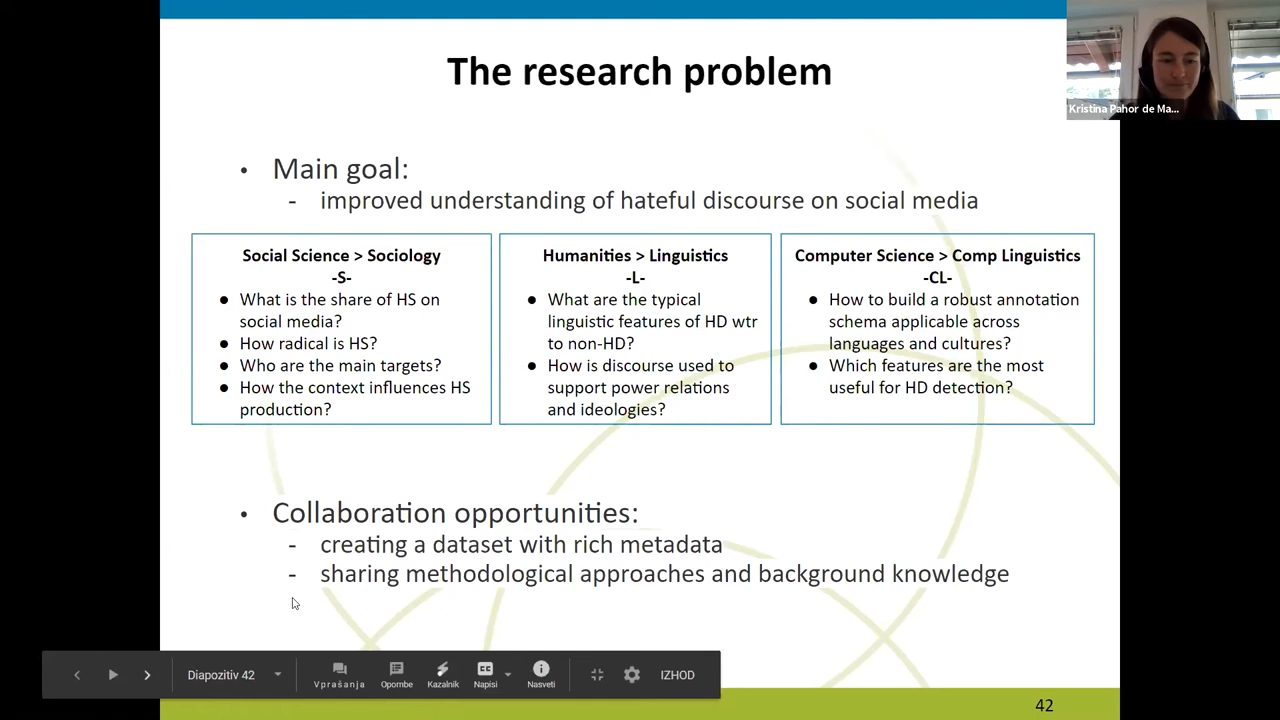 The research problem
Kristina Pahor de Ma...
• Main goal:
- improved understanding of hateful discourse on social media
Social Science > Sociology
-S-
● What is the share of HS on
social media?
● How radical is HS?
● Who are the main targets?
● How the context influences HS
production?
Humanities > Linguistics
-L-
● What are the typical
linguistic features of HD wtr
to non-HD?
● How is discourse used to
support power relations
and ideologies?
Computer Science > Comp Linguistics
-CL-
● How to build a robust annotation
schema applicable across
languages and cultures?
● Which features are the most
useful for HD detection?
• Collaboration opportunities:
- creating a dataset with rich metadata
- sharing methodological approaches and background knowledge
Diapozitiv 42
Vprašanja
Opombe
Kazalnik
CC
Napisi
Nasveti
IZHOD
42